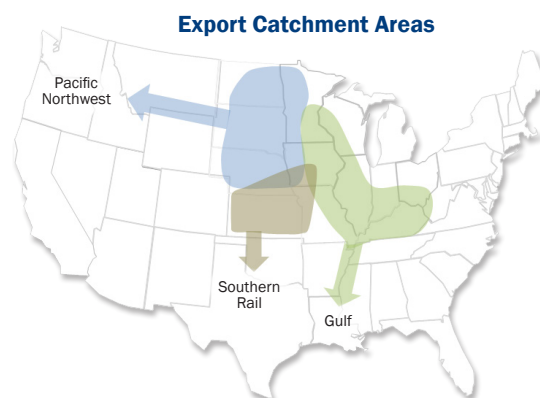 Export Catchment Areas
Pacific
Northwest
Southern
Rail
Gulf